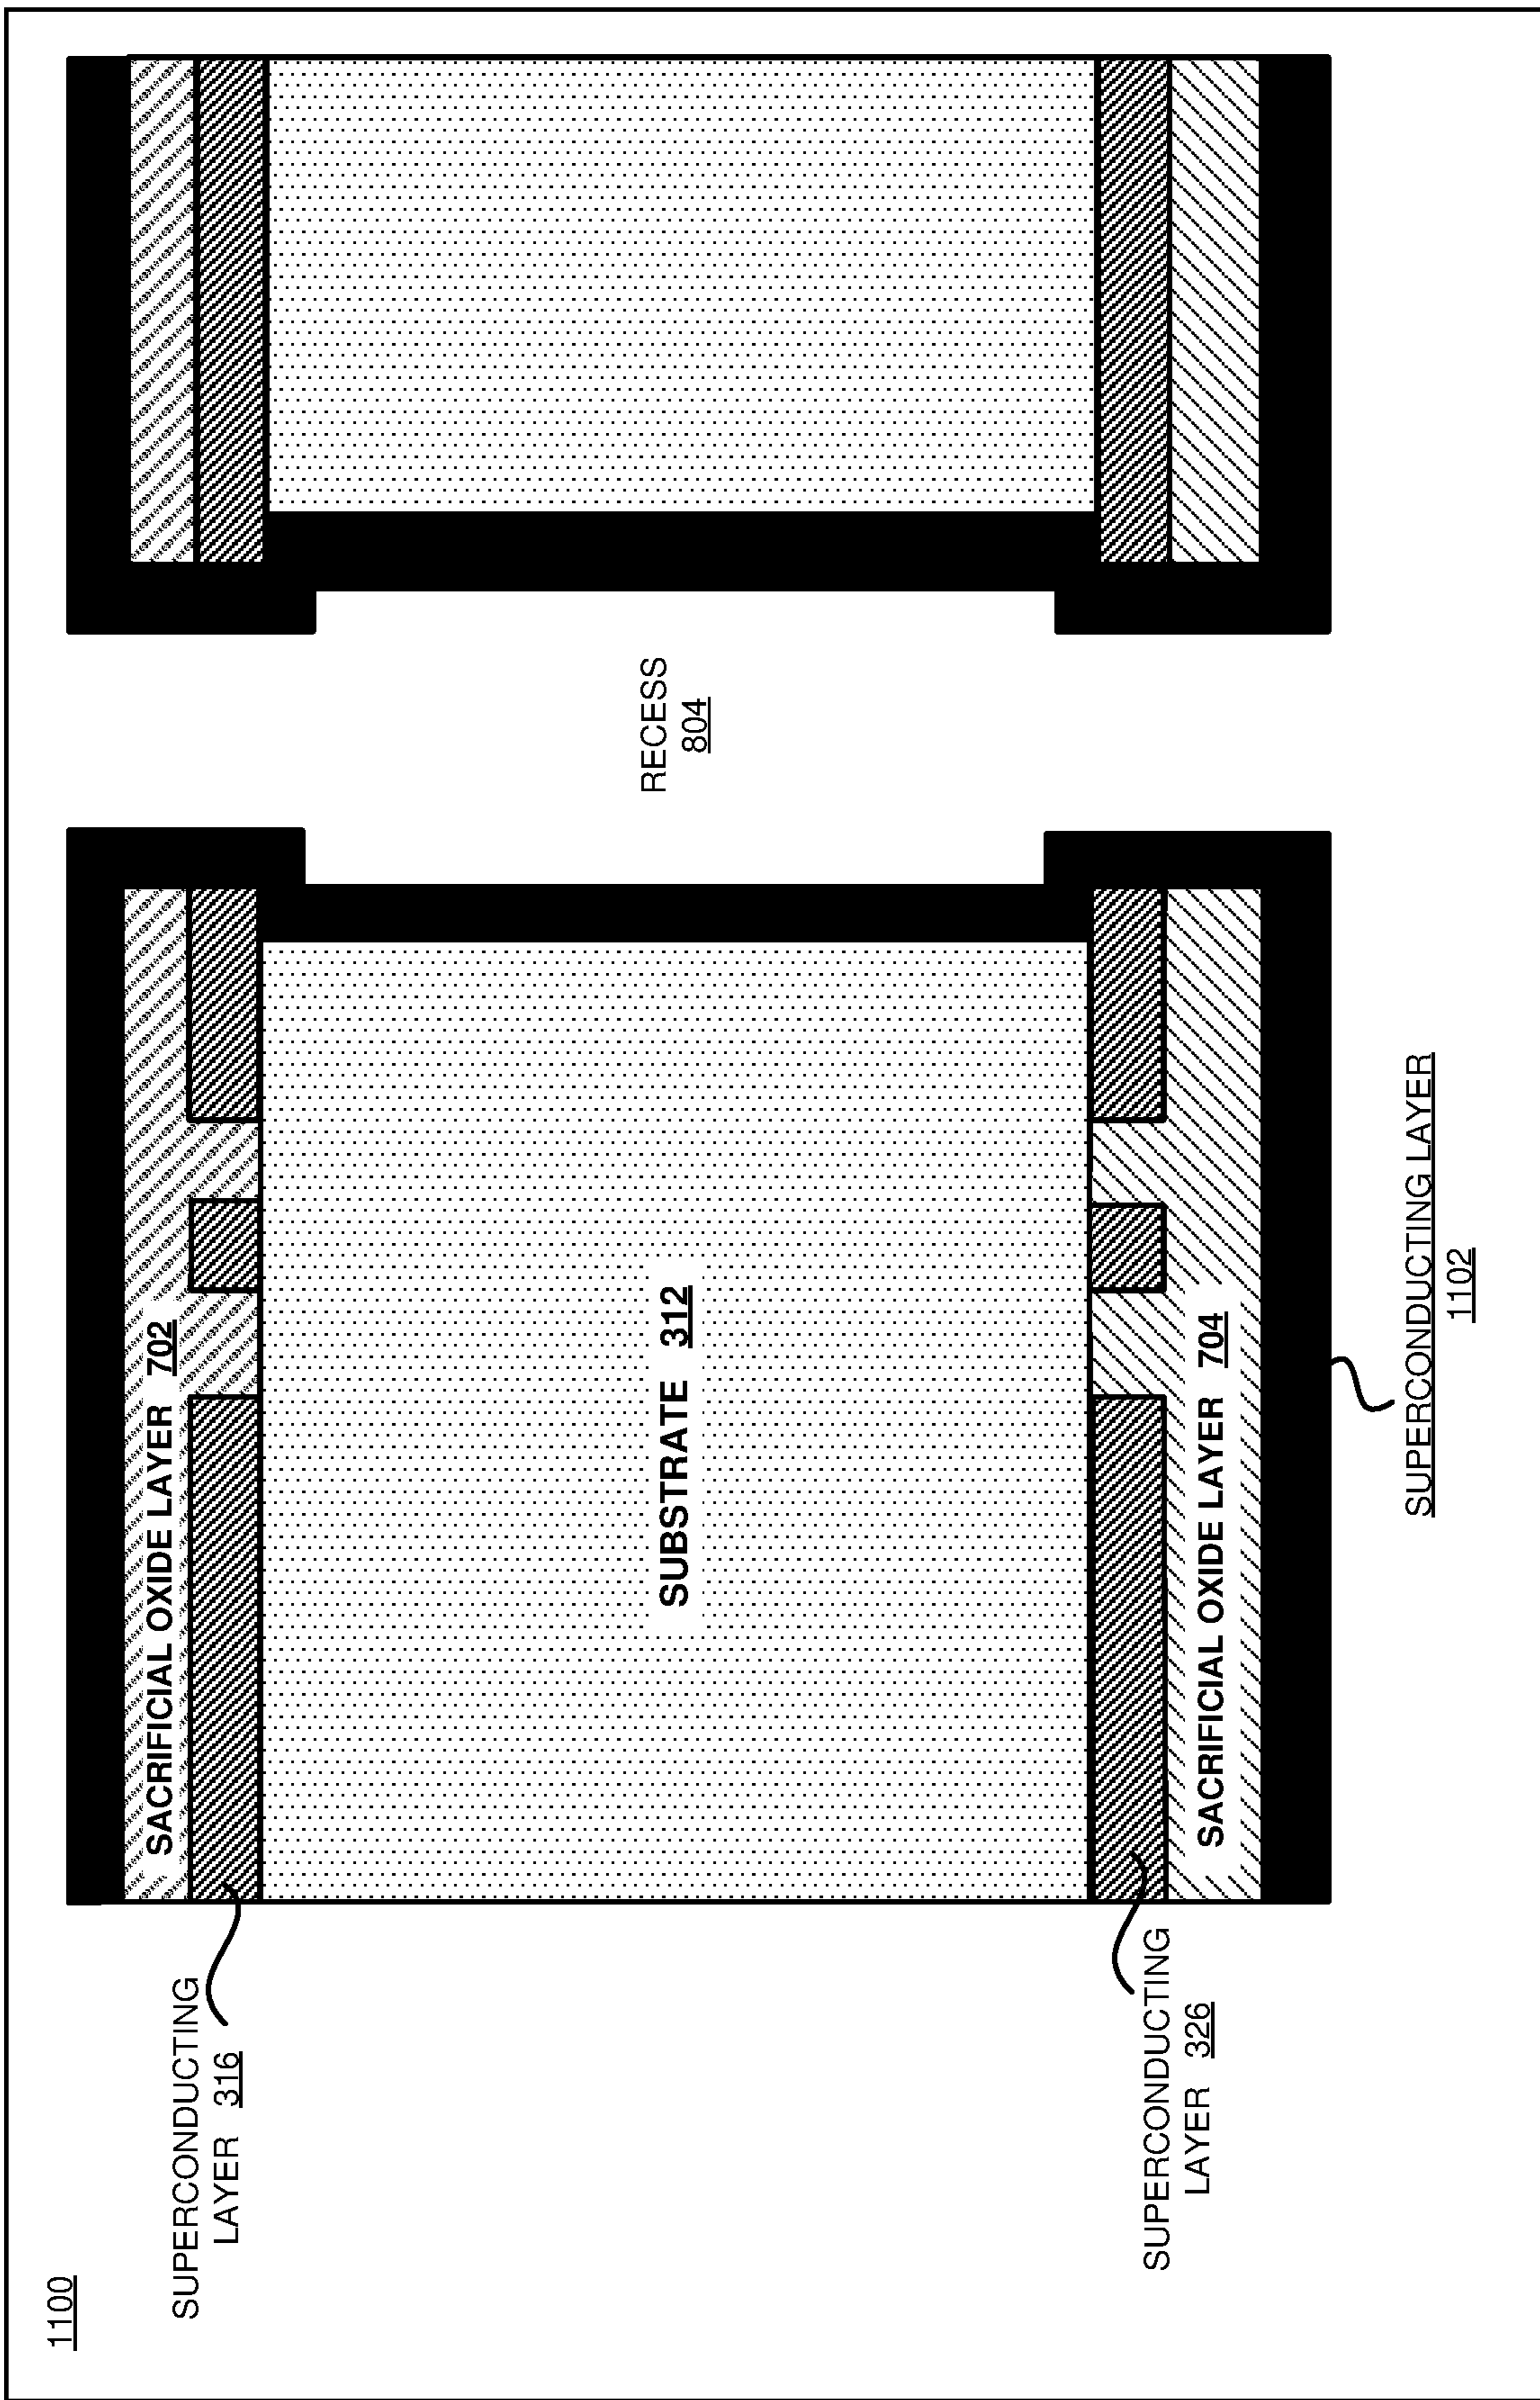 1100
SUPERCONDUCTING
LAYER 316
SACRIFICIAL OXIDE LAYER 702
SUBSTRATE 312
RECESS
804
SUPERCONDUCTING
LAYER 326
SACRIFICIAL OXIDE LAYER 704
SUPERCONDUCTING LAYER
1102